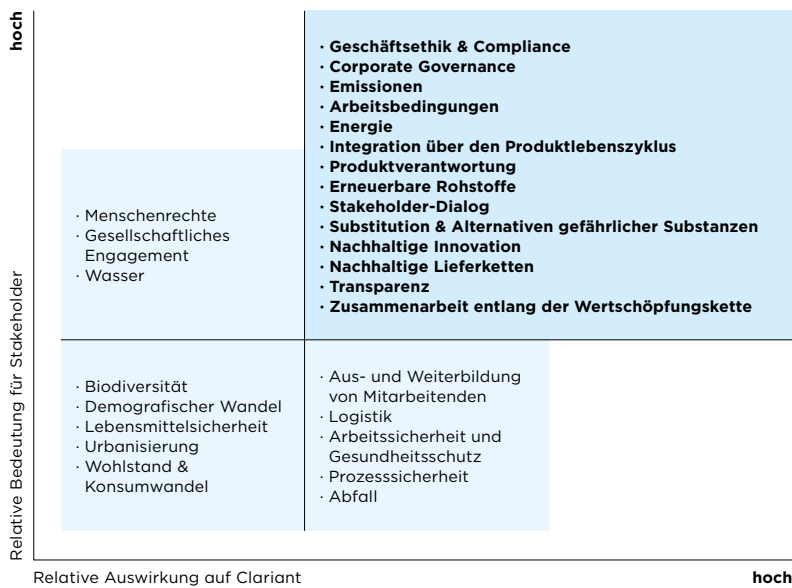 hoch
Relative Bedeutung für Stakeholder
· Geschäftsethik & Compliance
· Corporate Governance
· Emissionen
· Arbeitsbedingungen
· Energie
· Integration über den Produktlebenszyklus
· Produktverantwortung
· Erneuerbare Rohstoffe
· Stakeholder-Dialog
· Substitution & Alternativen gefährlicher Substanzen
· Nachhaltige Innovation
· Nachhaltige Lieferketten
· Transparenz
· Zusammenarbeit entlang der Wertschöpfungskette
· Menschenrechte
· Gesellschaftliches
Engagement
· Wasser
· Biodiversität
· Demografischer Wandel
· Lebensmittelsicherheit
· Urbanisierung
· Wohlstand &
Konsumwandel
· Aus- und Weiterbildung
von Mitarbeitenden
· Logistik
· Arbeitssicherheit und
Gesundheitsschutz
· Prozesssicherheit
· Abfall
Relative Auswirkung auf Clariant
hoch